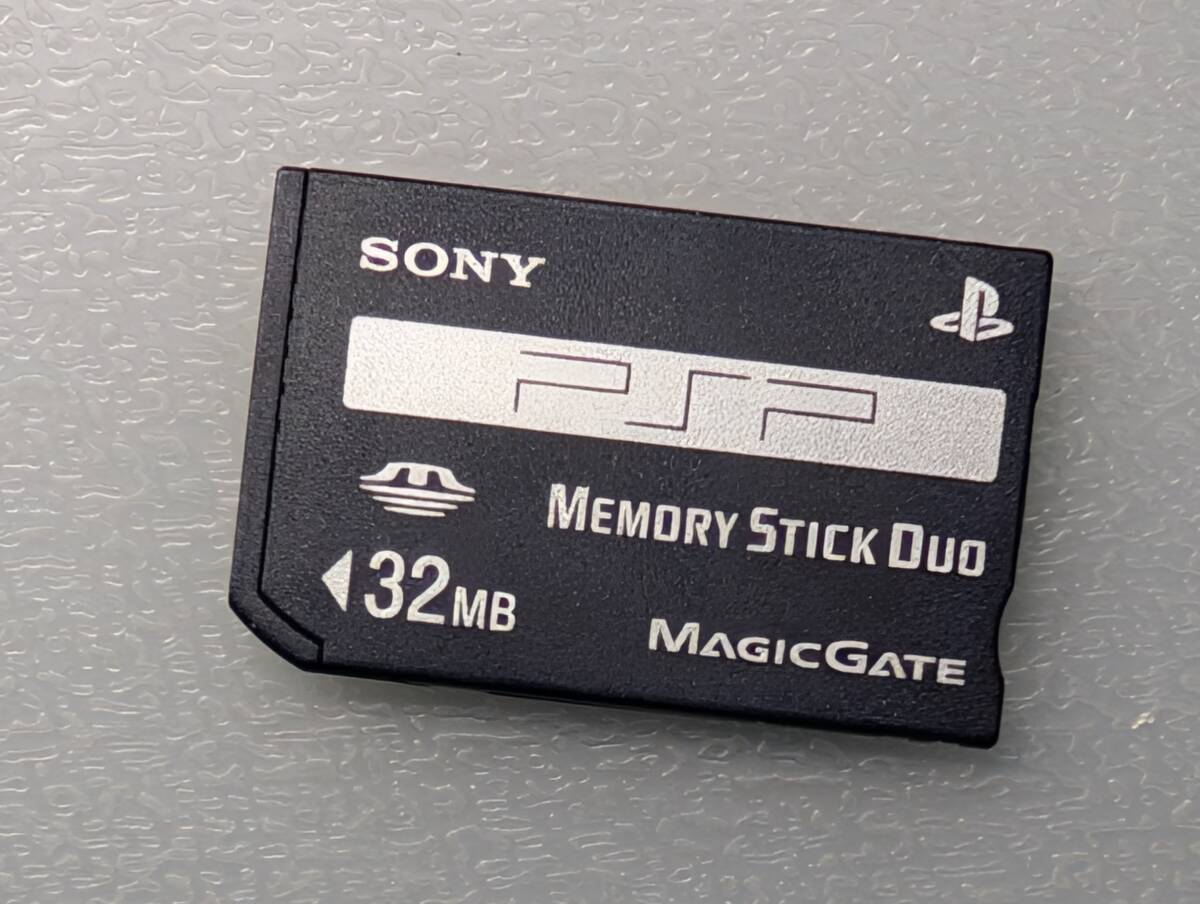 SONY
PSP
MEMORY STICK DUO
32MB
MAGICGATE